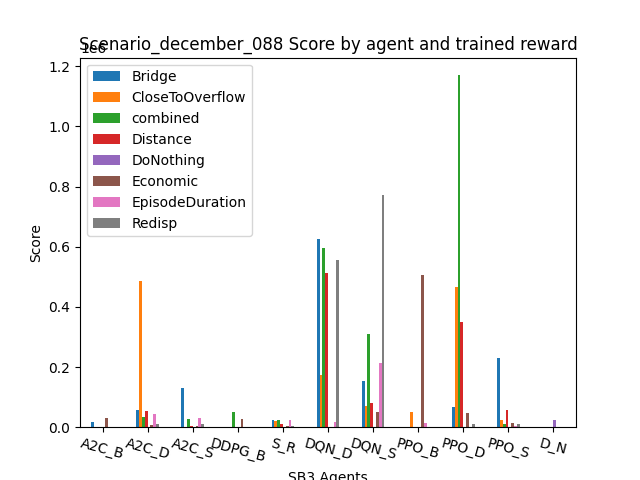 Scenario_december_088 Score by agent and trained reward
1e6
Bridge
CloseToOverflow
combined
Distance
DoNothing
Economic
EpisodeDuration
Redisp
1.2
1.0
0.8
0.6
0.4
0.2
0.0
Score
A2C_B A2C_D A2C_S DDPG_B S_R DQN_D DQN_S PPO_B PPO_D PPO_S D_N
SB3 Agents